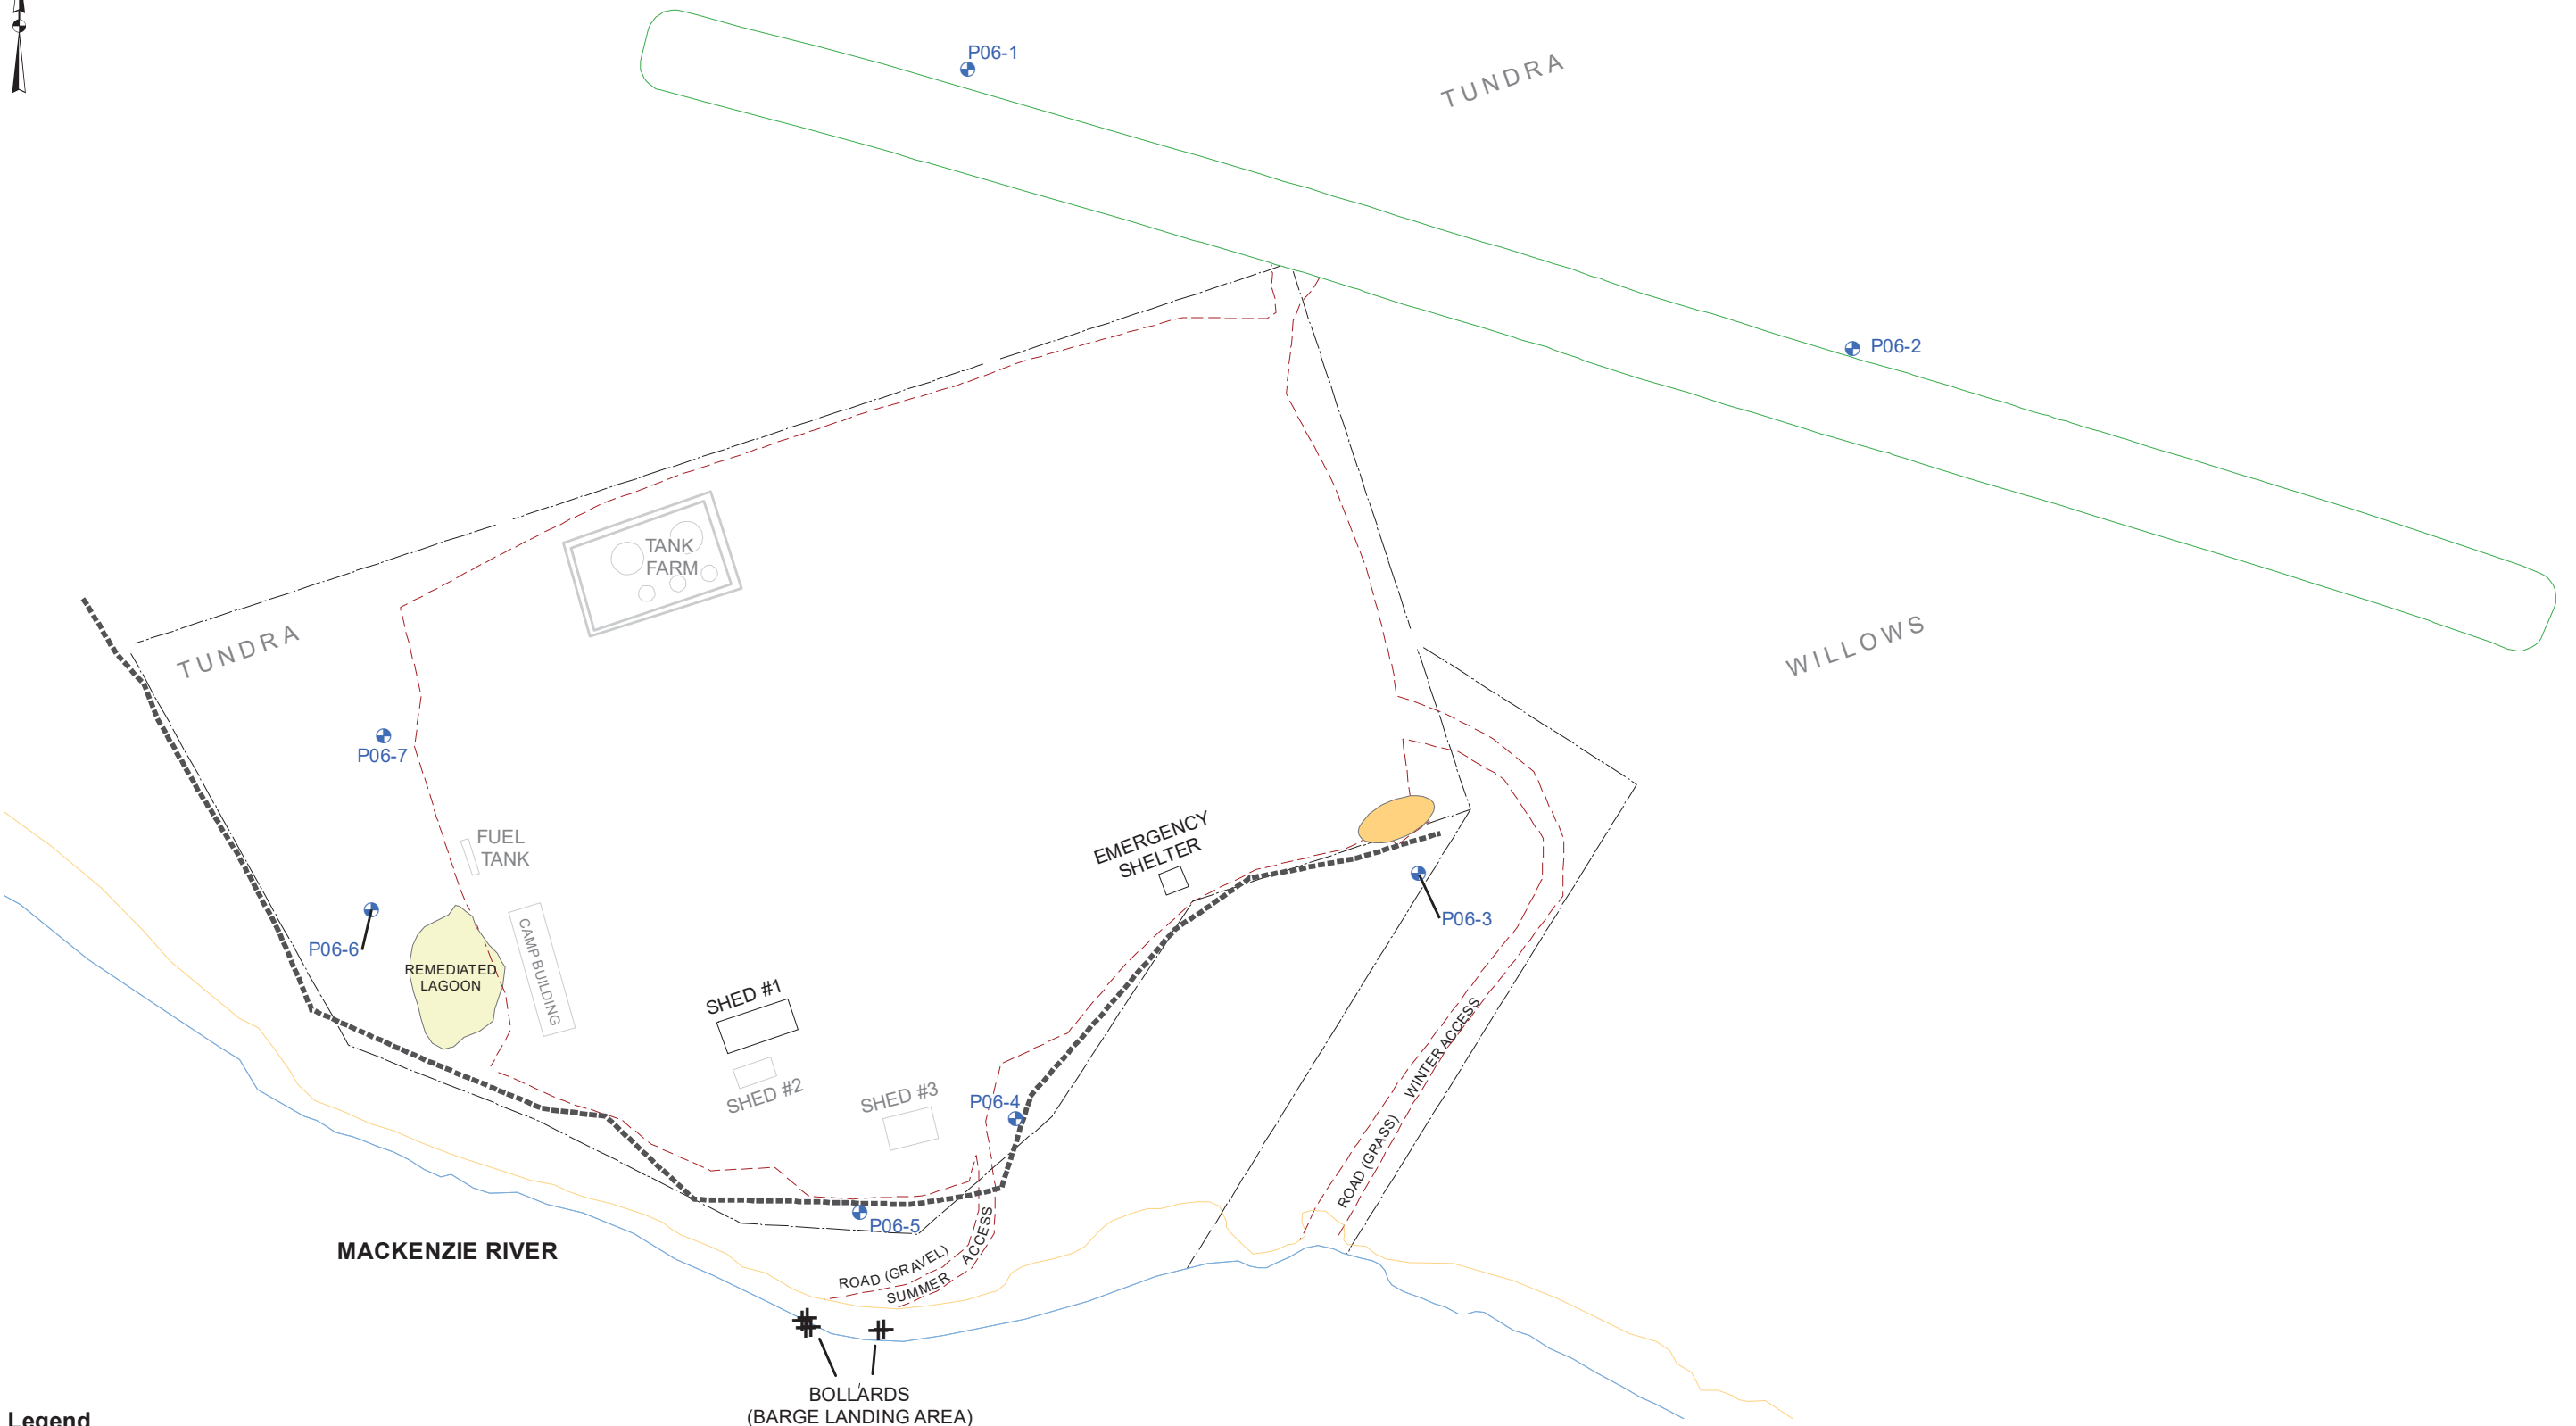 P06-1
TUNDRA
P06-2
TANK
FARM
TUNDRA
WILLOWS
P06-7
FUEL
TANK
EMERGENCY
SHELTER
P06-3
P06-6
REMEDIATED
LAGOON
CAMP BUILDING
SHED #1
SHED #2
SHED #3
P06-4
WINTER ACCESS
ROAD (GRASS)
P06-5
MACKENZIE RIVER
ROAD (GRAVEL)
SUMMER ACCESS
BOLLARDS
(BARGE LANDING AREA)
Legend